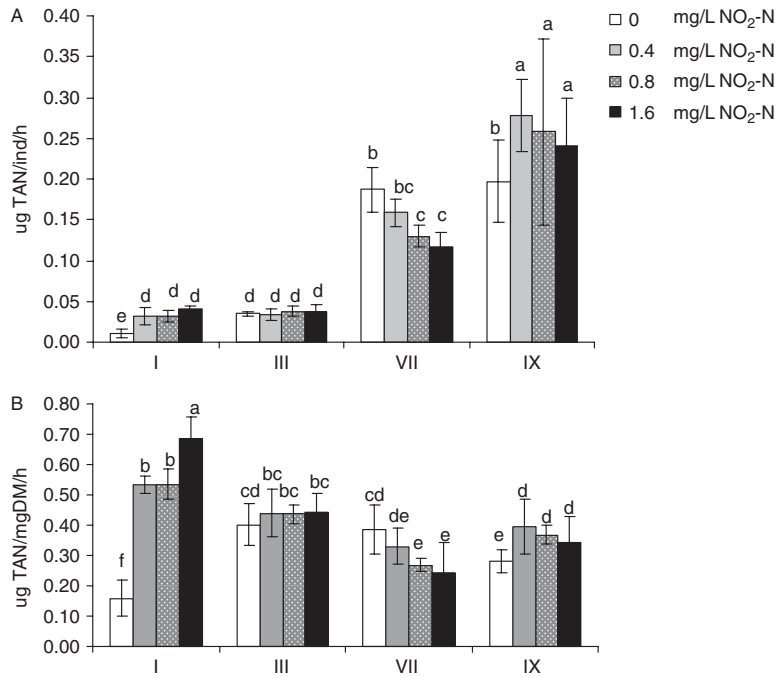 A
0.40
0.35
0.30
0.25
0.20
0.15
0.10
0.05
0.00
ug TAN/ind/h
e d d d
d d d d
b bc c c
b a a a
I III VII IX
0 mg/L NO₂-N
0.4 mg/L NO₂-N
0.8 mg/L NO₂-N
1.6 mg/L NO₂-N
B
0.80
0.70
0.60
0.50
0.40
0.30
0.20
0.10
0.00
ug TAN/mgDM/h
f b b a
cd bc bc bc
cd de e e
e d d d
I III VII IX